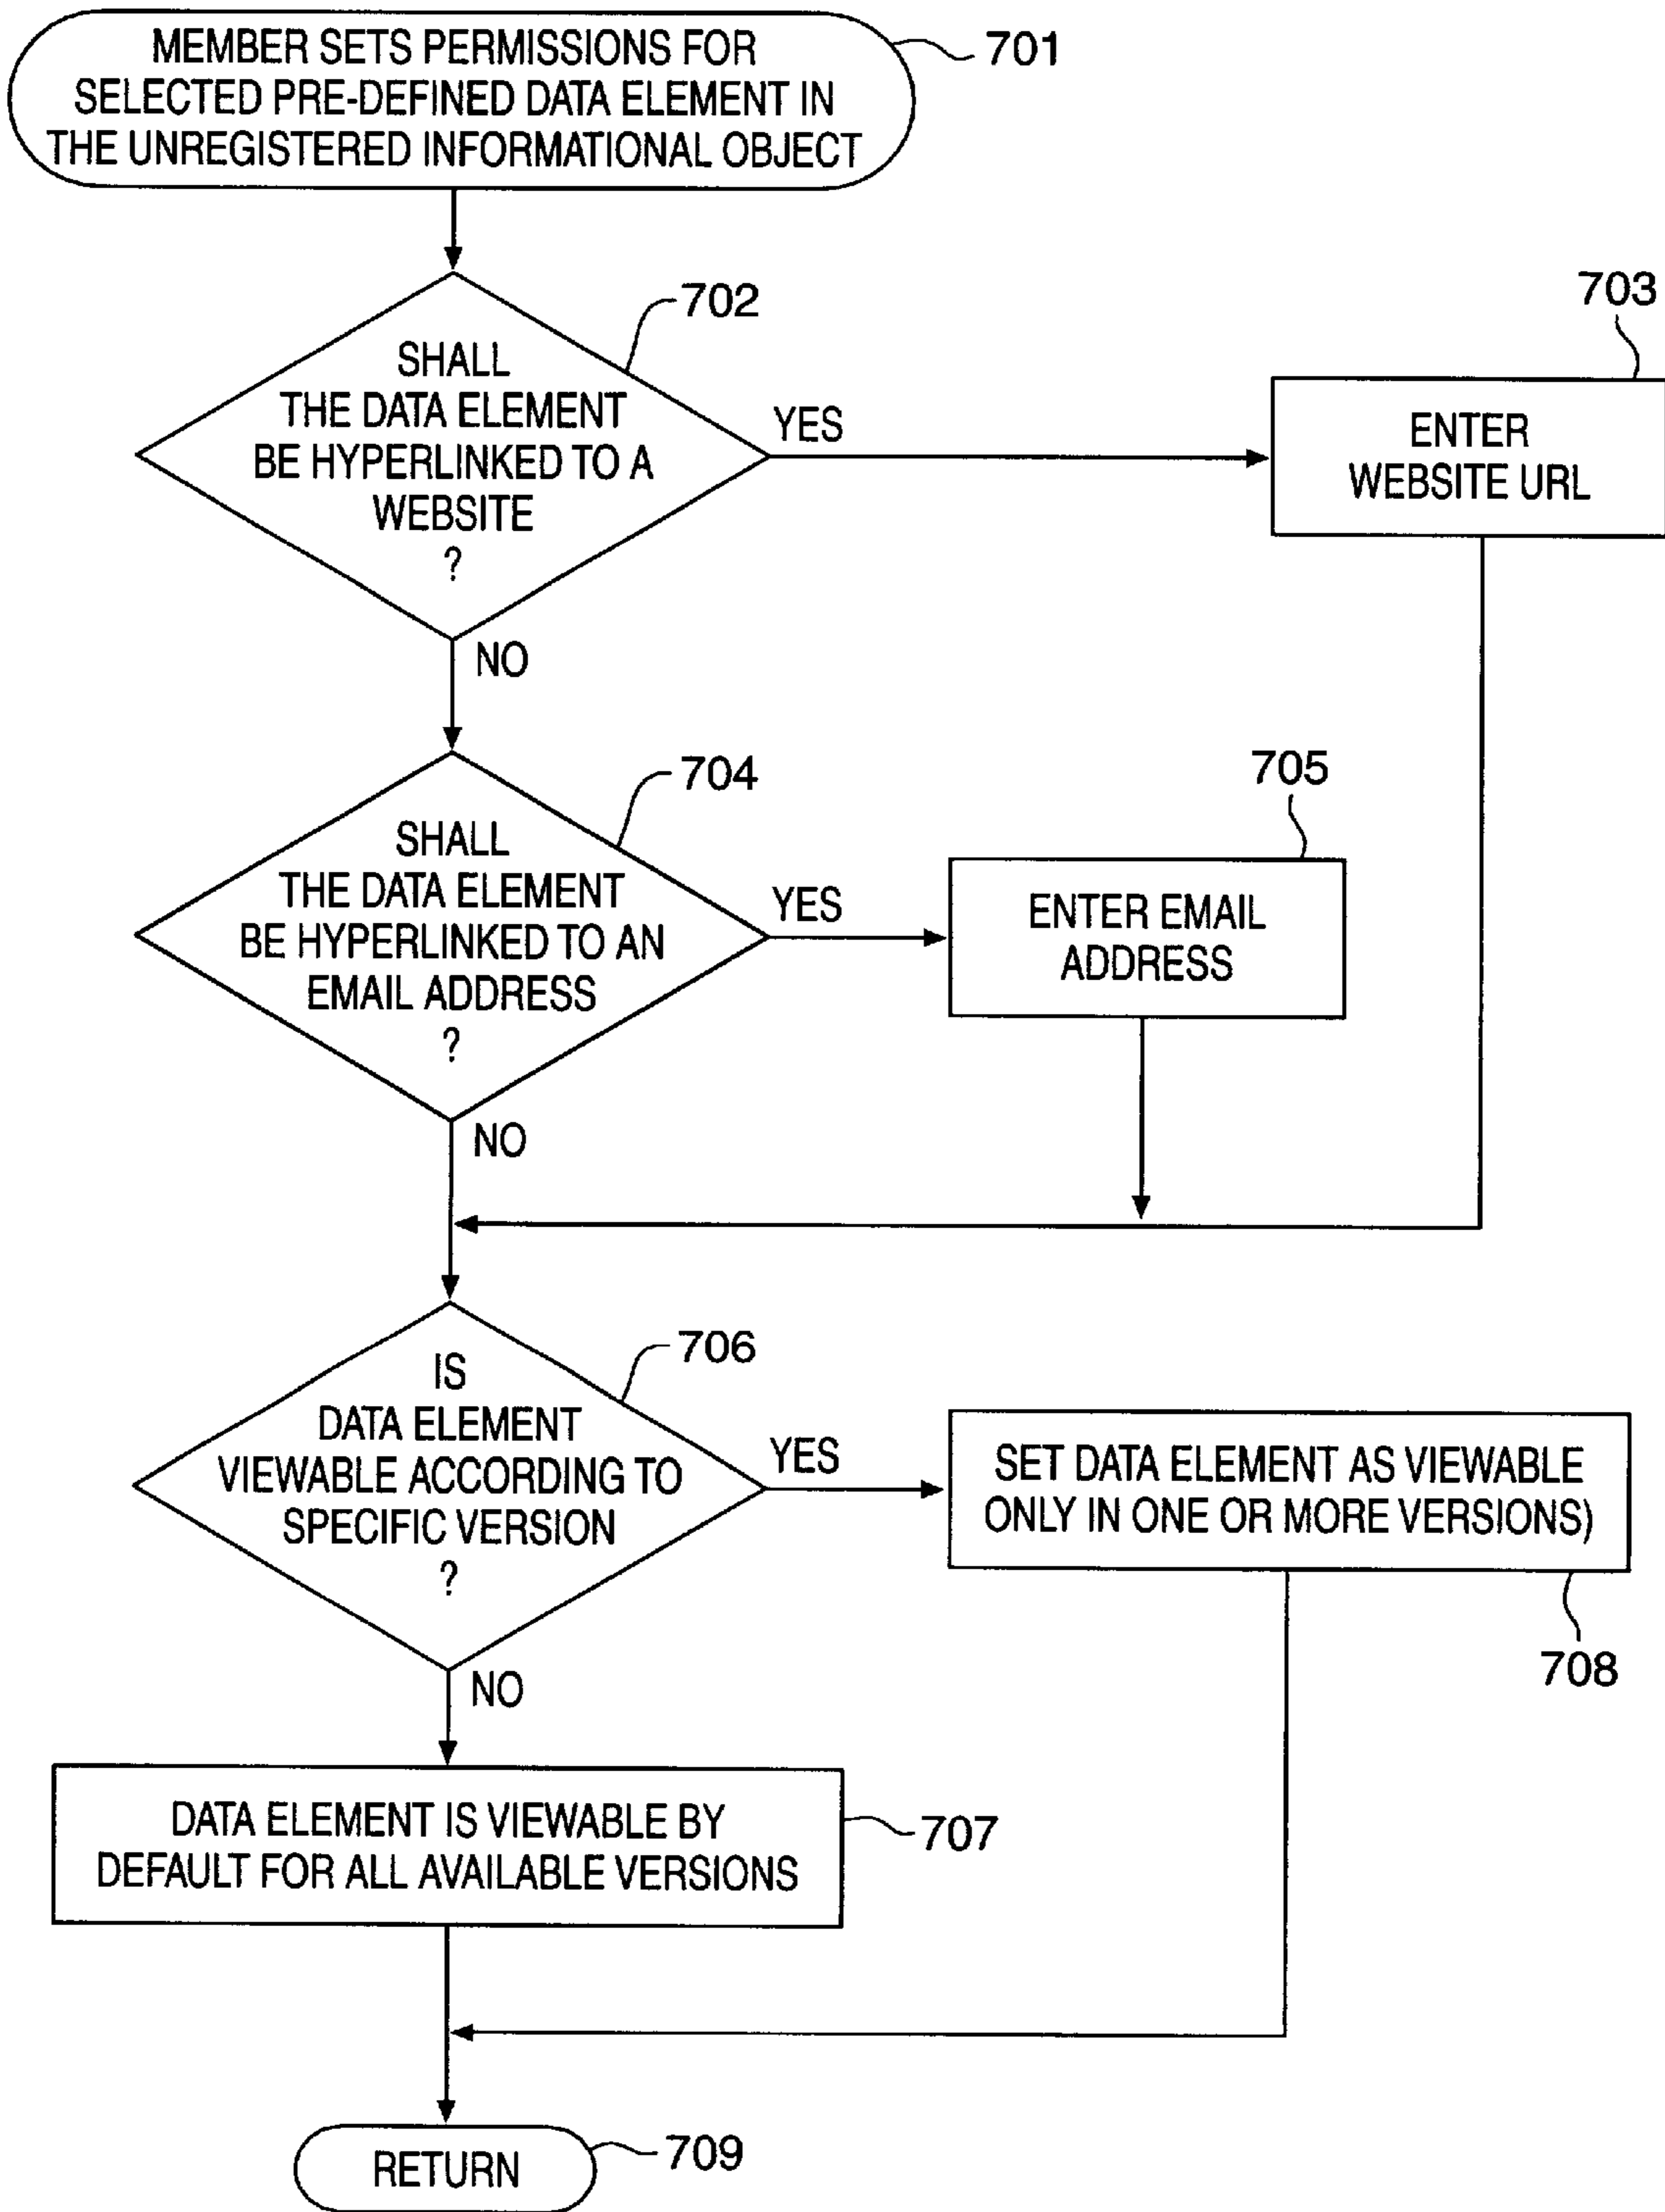 MEMBER SETS PERMISSIONS FOR
SELECTED PRE-DEFINED DATA ELEMENT IN
THE UNREGISTERED INFORMATIONAL OBJECT
701
702
SHALL
THE DATA ELEMENT
BE HYPERLINKED TO A
WEBSITE
?
YES
703
ENTER
WEBSITE URL
NO
704
SHALL
THE DATA ELEMENT
BE HYPERLINKED TO AN
EMAIL ADDRESS
?
YES
705
ENTER EMAIL
ADDRESS
NO
706
IS
DATA ELEMENT
VIEWABLE ACCORDING TO
SPECIFIC VERSION
?
YES
SET DATA ELEMENT AS VIEWABLE
ONLY IN ONE OR MORE VERSIONS)
708
NO
DATA ELEMENT IS VIEWABLE BY
DEFAULT FOR ALL AVAILABLE VERSIONS
707
RETURN
709